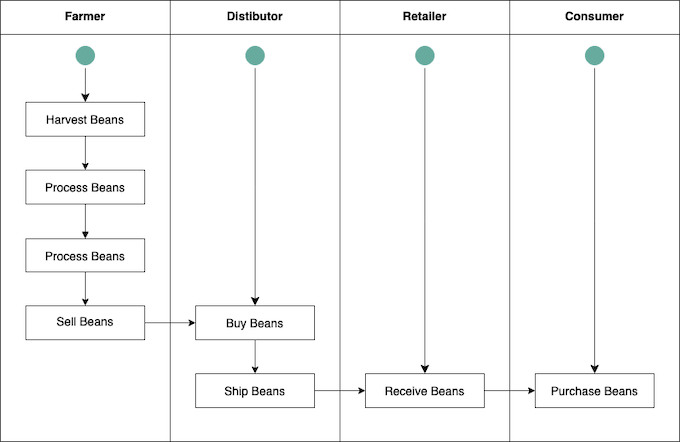 Farmer
Distibutor
Retailer
Consumer
Harvest Beans
Process Beans
Process Beans
Sell Beans
Buy Beans
Ship Beans
Receive Beans
Purchase Beans